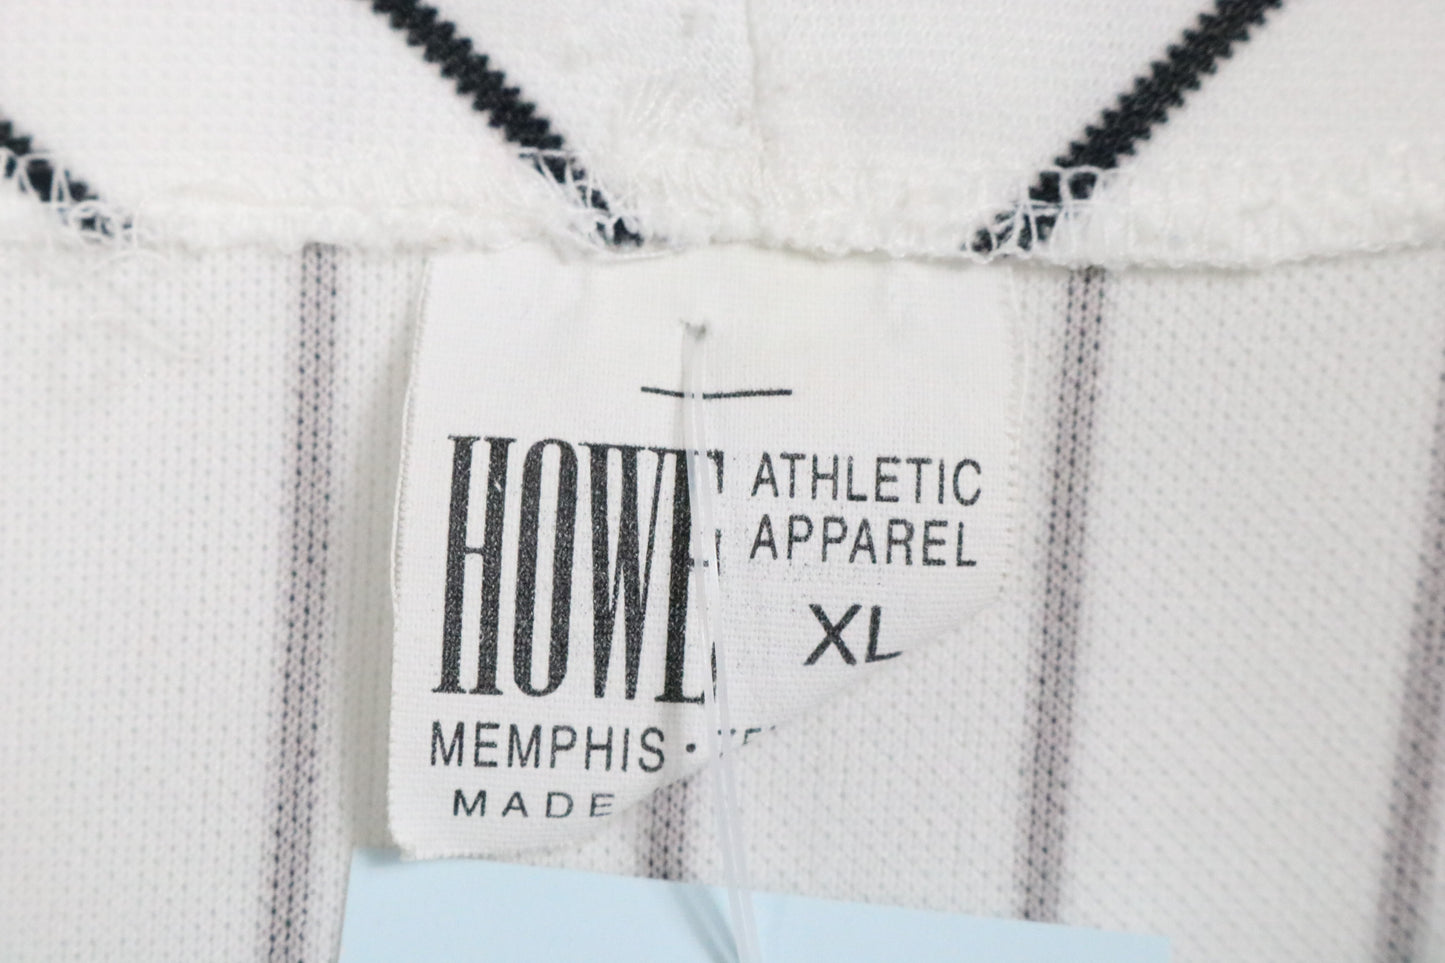 HOWE ATHLETIC
APPAREL
XL
MEMPHIS ·
MADE